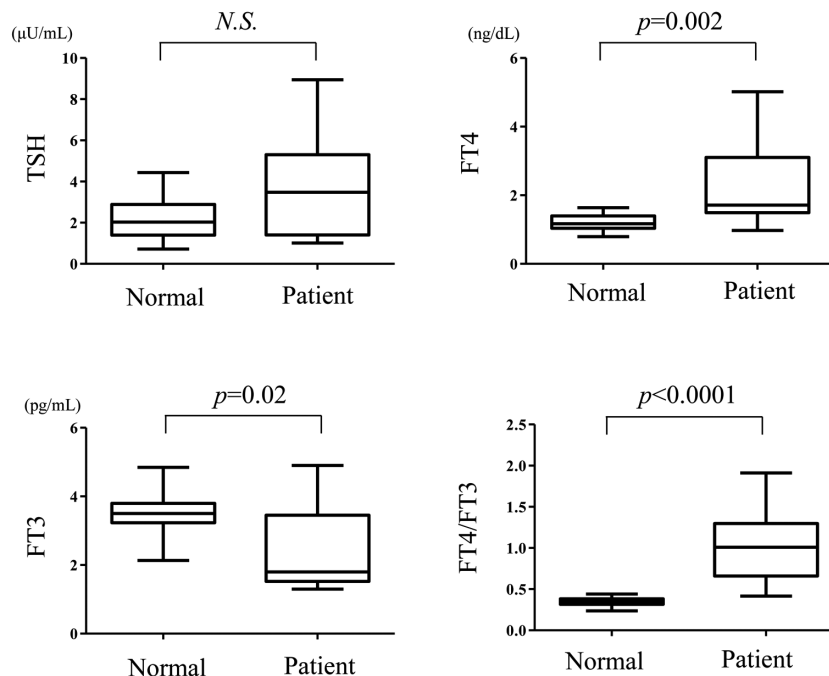 (μU/mL)
N.S.
10
8
6
4
2
0
TSH
Normal Patient
(ng/dL)
p=0.002
6
4
2
0
FT4
Normal Patient
(pg/mL)
p=0.02
6
4
2
0
FT3
Normal Patient
p<0.0001
2.5
2.0
1.5
1.0
0.5
0.0
FT4/FT3
Normal Patient